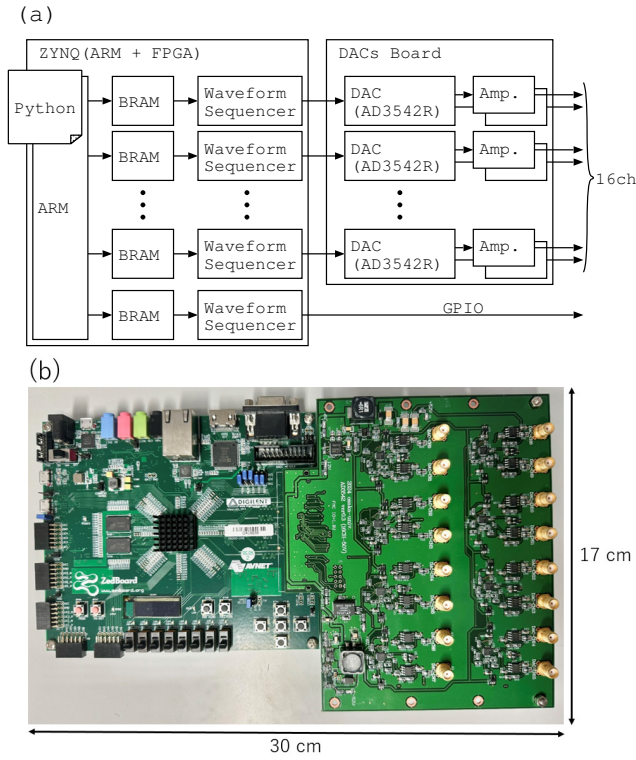 (a)
ZYNQ(ARM + FPGA)
DACs Board
Python
ARM
BRAM
Waveform
Sequencer
DAC
(AD3542R)
Amp.
BRAM
Waveform
Sequencer
DAC
(AD3542R)
Amp.
16ch
BRAM
Waveform
Sequencer
DAC
(AD3542R)
Amp.
BRAM
Waveform
Sequencer
GPIO
(b)
DIGILENT
AVNET
ZedBoard
17 cm
30 cm